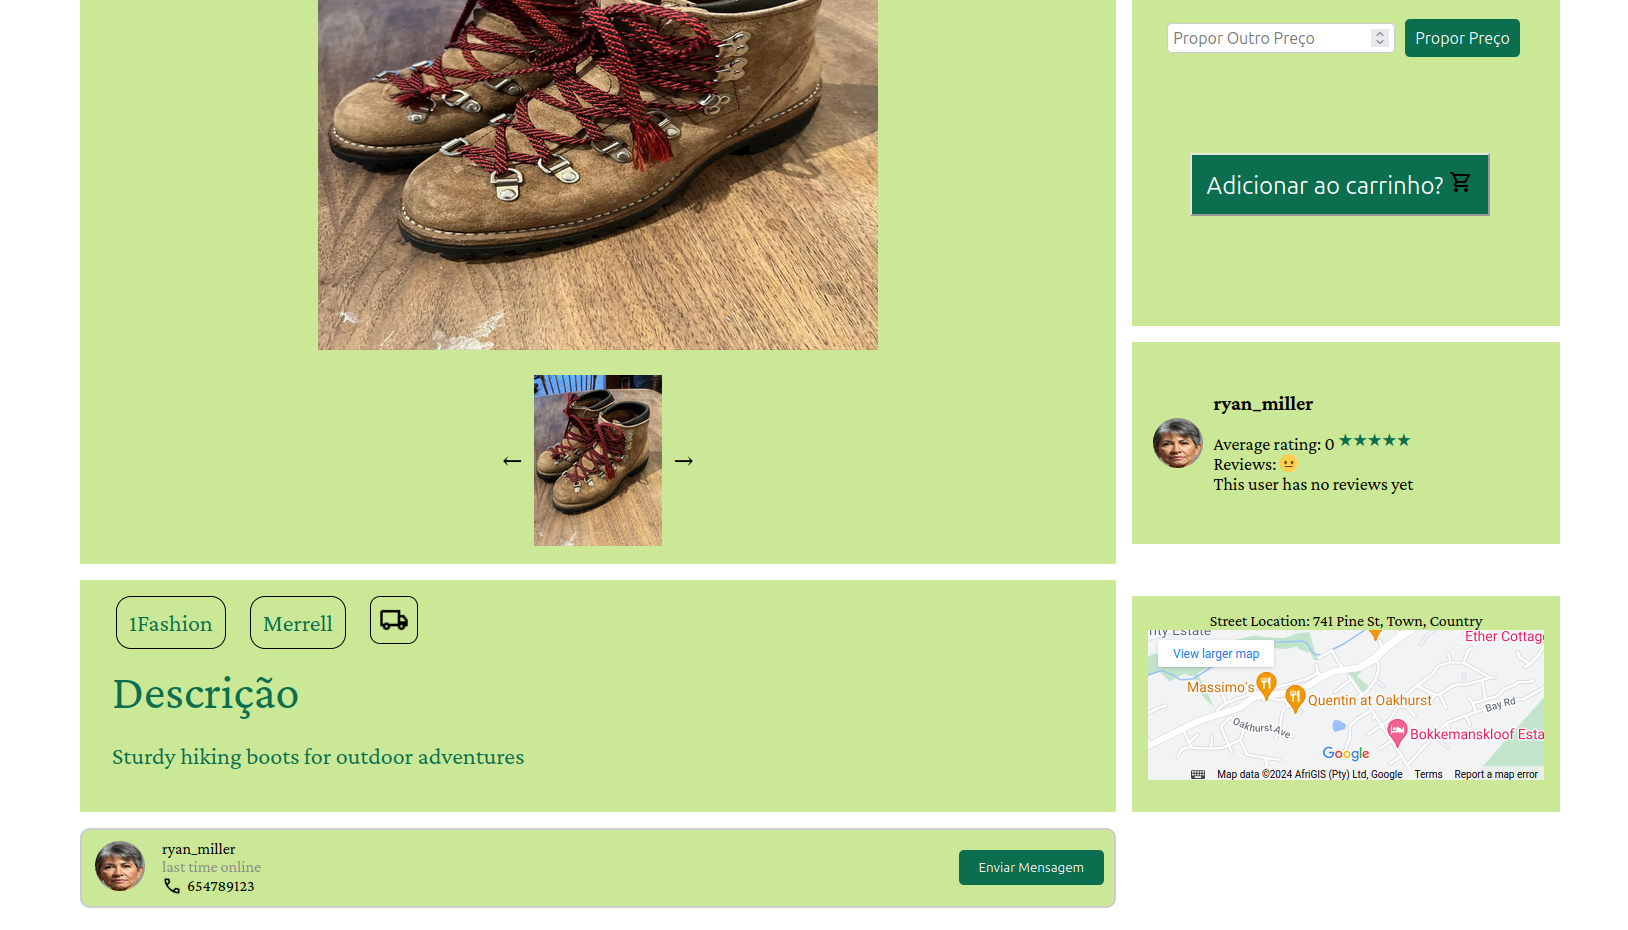 Propor Outro Preço
Propor Preço
Adicionar ao carrinho?
ryan_miller
Average rating: 0 ★★★★★
Reviews: 😐
This user has no reviews yet
←
→
1Fashion
Merrell
Descrição
Sturdy hiking boots for outdoor adventures
Street Location: 741 Pine St, Town, Country
Estate
Ether Cottag
View larger map
Massimo's
Quentin at Oakhurst
Bay Rd
Oakhurst Ave
Bokkemanskloof Esta
Google
Map data ©2024 AfriGIS (Pty) Ltd, Google
Terms
Report a map error
ryan_miller
last time online
654789123
Enviar Mensagem